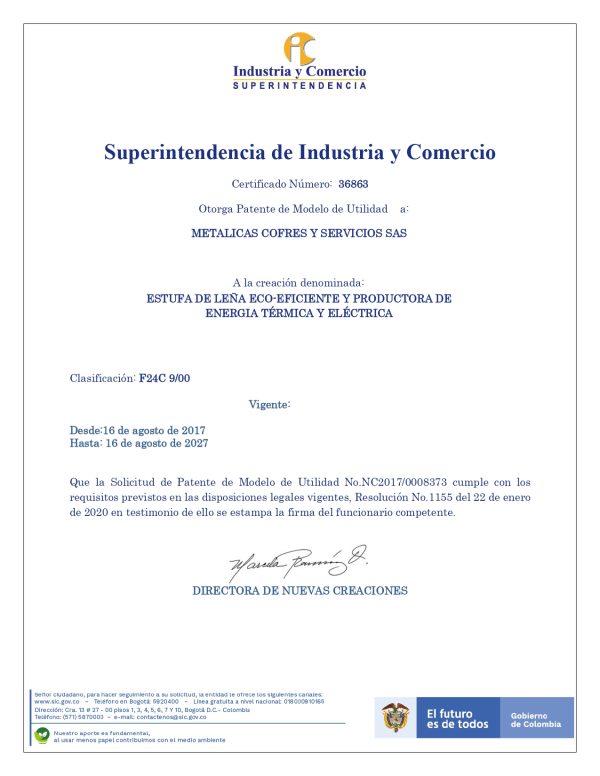 iC
Industria y Comercio
SUPERINTENDENCIA
Superintendencia de Industria y Comercio
Certificado Número: 36863
Otorga Patente de Modelo de Utilidad a:
METALICAS COFRES Y SERVICIOS SAS
A la creación denominada:
ESTUFA DE LEÑA ECO-EFICIENTE Y PRODUCTORA DE
ENERGIA TÉRMICA Y ELÉCTRICA
Clasificación: F24C 9/00
Vigente:
Desde:16 de agosto de 2017
Hasta: 16 de agosto de 2027
Que la Solicitud de Patente de Modelo de Utilidad No.NC2017/0008373 cumple con los
requisitos previstos en las disposiciones legales vigentes, Resolución No.1155 del 22 de enero
de 2020 en testimonio de ello se estampa la firma del funcionario competente.
Marcela Ramírez O.
DIRECTORA DE NUEVAS CREACIONES
Señor ciudadano, para hacer seguimiento a su solicitud, la entidad le ofrece los siguientes canales:
www.sic.gov.co - Teléfono en Bogotá: 5920400 - Línea gratuita a nivel nacional: 018000910165
Dirección: Cra. 13 # 27 - 00 pisos 1, 3, 4, 5, 6, 7 Y 10, Bogotá D.C.- Colombia
Teléfono: (571) 5870003 - e-mail: contactenos@sic.gov.co
Nuestro aporte es fundamental,
al usar menos papel contribuimos con el medio ambiente
El futuro
es de todos
Gobierno
de Colombia